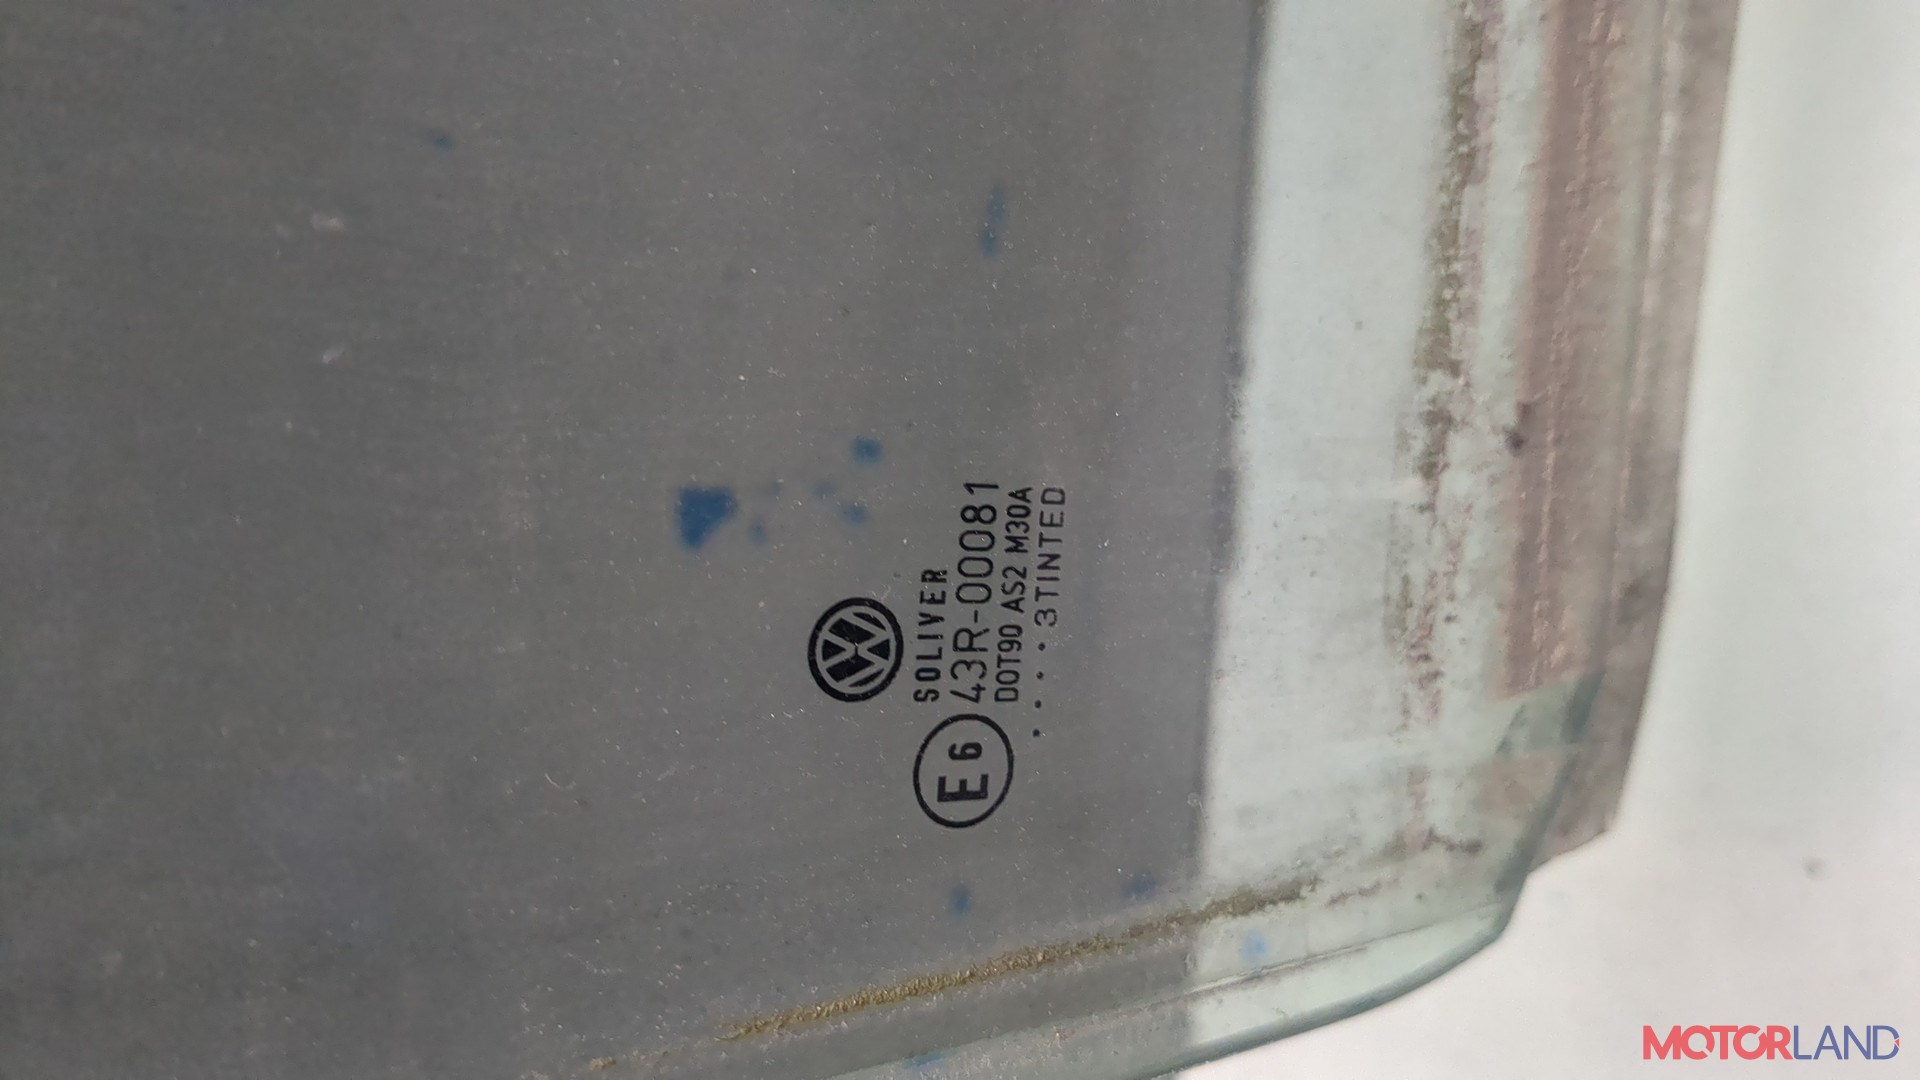 SOLIVER
E6 43R-00081
DOT90 AS2 M30A
. . . . 3TINTED
MOTORLAND